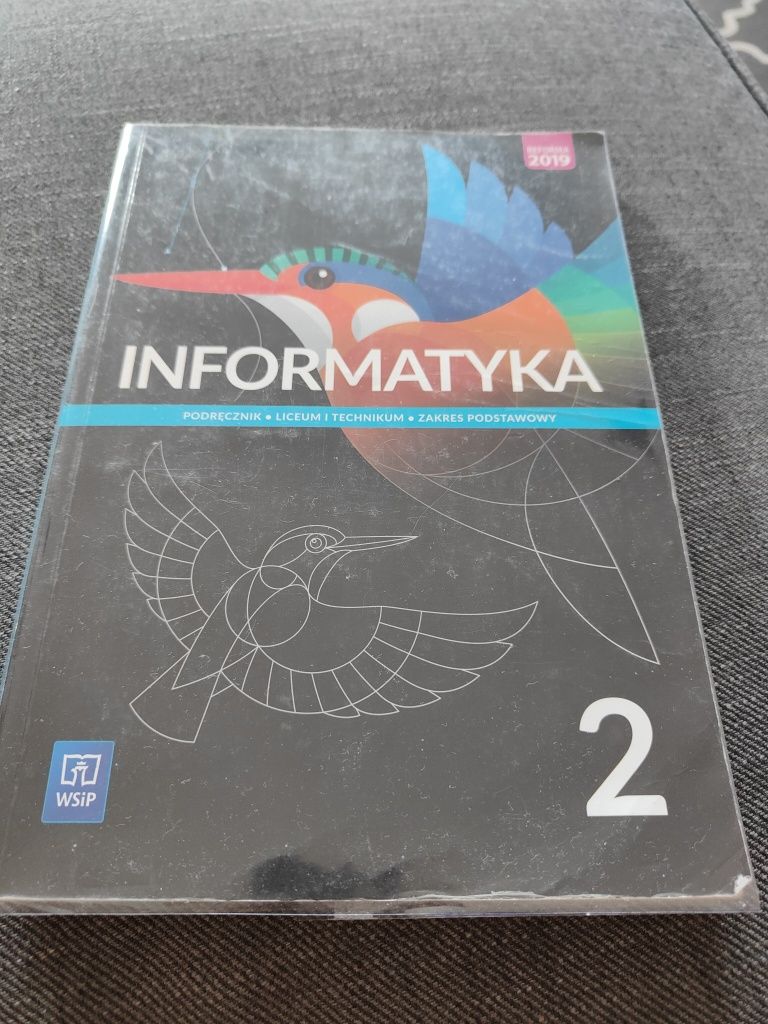 REFORMA
2019
INFORMATYKA
PODRĘCZNIK • LICEUM I TECHNIKUM • ZAKRES PODSTAWOWY
2
WSiP